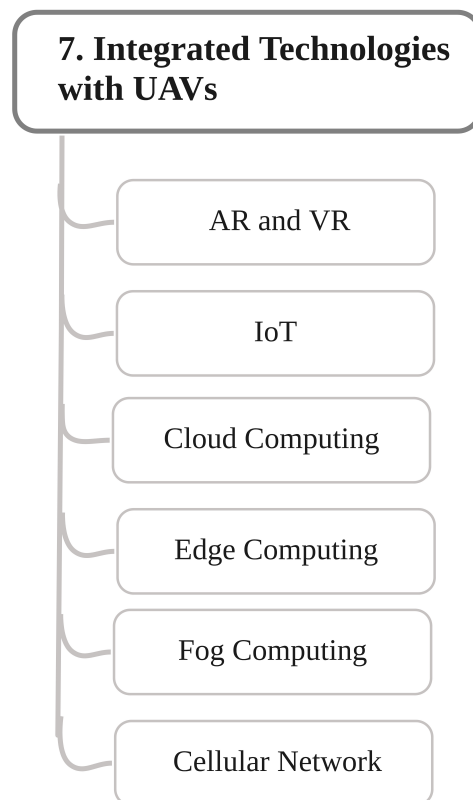 7. Integrated Technologies
with UAVs
AR and VR
IoT
Cloud Computing
Edge Computing
Fog Computing
Cellular Network